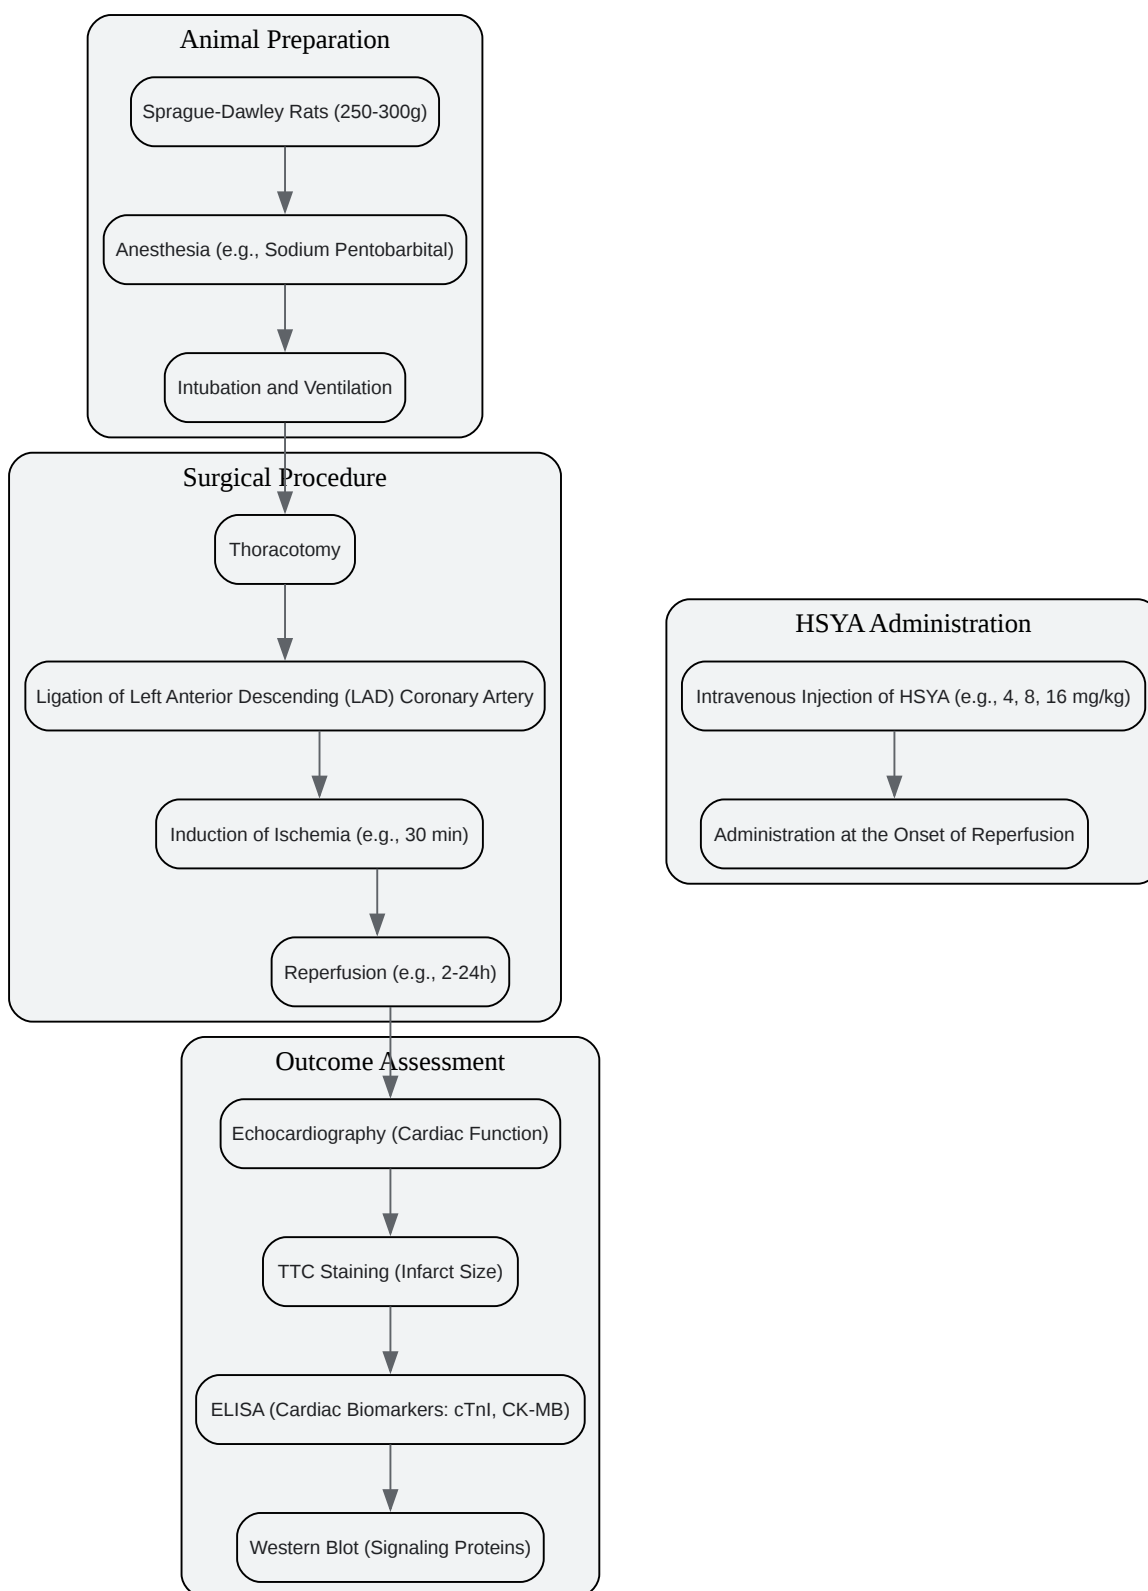 Animal Preparation
Sprague-Dawley Rats (250-300g)
Anesthesia (e.g., Sodium Pentobarbital)
Intubation and Ventilation
Surgical Procedure
Thoracotomy
Ligation of Left Anterior Descending (LAD) Coronary Artery
Induction of Ischemia (e.g., 30 min)
Reperfusion (e.g., 2-24h)
HSYA Administration
Intravenous Injection of HSYA (e.g., 4, 8, 16 mg/kg)
Administration at the Onset of Reperfusion
Outcome Assessment
Echocardiography (Cardiac Function)
TTC Staining (Infarct Size)
ELISA (Cardiac Biomarkers: cTnI, CK-MB)
Western Blot (Signaling Proteins)